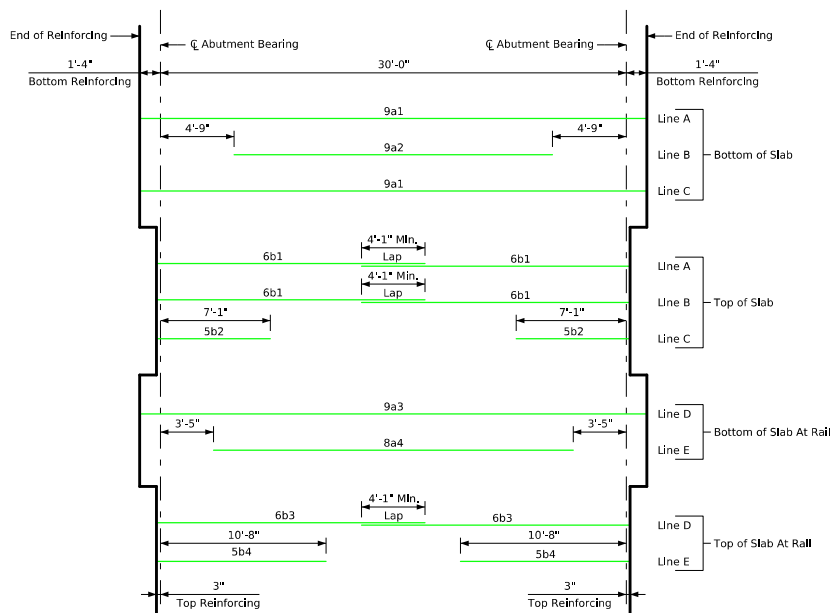 End of Reinforcing
℄ Abutment Bearing
℄ Abutment Bearing
End of Reinforcing
1'-4"
30'-0"
1'-4"
Bottom Reinforcing
Bottom Reinforcing
9a1
Line A
4'-9"
4'-9"
9a2
Line B
Bottom of Slab
9a1
Line C
4'-1" Min.
6b1
Lap
6b1
Line A
4'-1" Min.
6b1
Lap
6b1
Line B
Top of Slab
7'-1"
7'-1"
5b2
5b2
Line C
9a3
Line D
3'-5"
3'-5"
Bottom of Slab At Rail
8a4
Line E
4'-1" Min.
6b3
Lap
6b3
Line D
10'-8"
10'-8"
Top of Slab At Rail
5b4
5b4
Line E
3"
3"
Top Reinforcing
Top Reinforcing